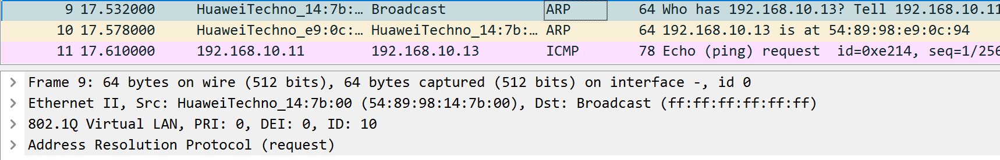 9 17.532000 HuaweiTechno_14:7b:… Broadcast ARP 64 Who has 192.168.10.13? Tell 192.168.10.11
10 17.578000 HuaweiTechno_e9:0c:… HuaweiTechno_14:7b:… ARP 64 192.168.10.13 is at 54:89:98:e9:0c:94
11 17.610000 192.168.10.11 192.168.10.13 ICMP 78 Echo (ping) request id=0xe214, seq=1/256
Frame 9: 64 bytes on wire (512 bits), 64 bytes captured (512 bits) on interface -, id 0
Ethernet II, Src: HuaweiTechno_14:7b:00 (54:89:98:14:7b:00), Dst: Broadcast (ff:ff:ff:ff:ff:ff)
802.1Q Virtual LAN, PRI: 0, DEI: 0, ID: 10
Address Resolution Protocol (request)